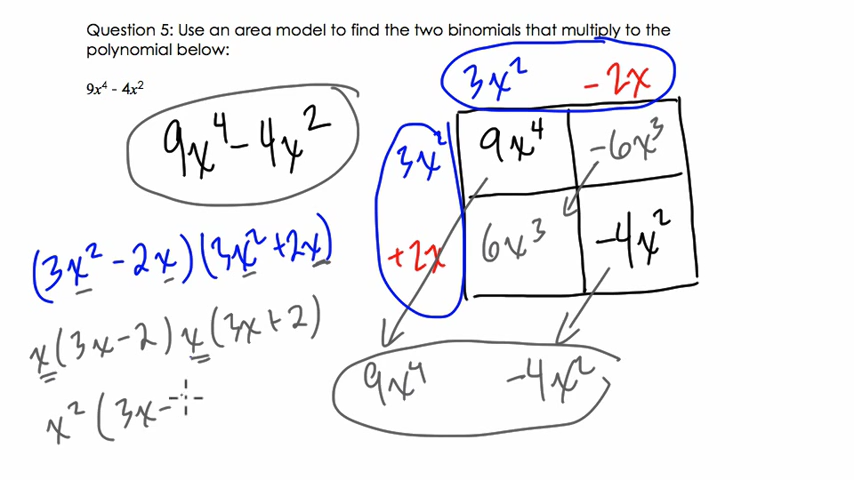 Question 5: Use an area model to find the two binomials that multiply to the
polynomial below:
9x⁴ - 4x²
9x⁴ - 4x²
3x² - 2x
3x² 9x⁴ -6x³
+2x 6x³ -4x²
(3x² - 2x)(3x² + 2x)
x(3x - 2) x(3x + 2)
9x⁴ -4x²
x² (3x -